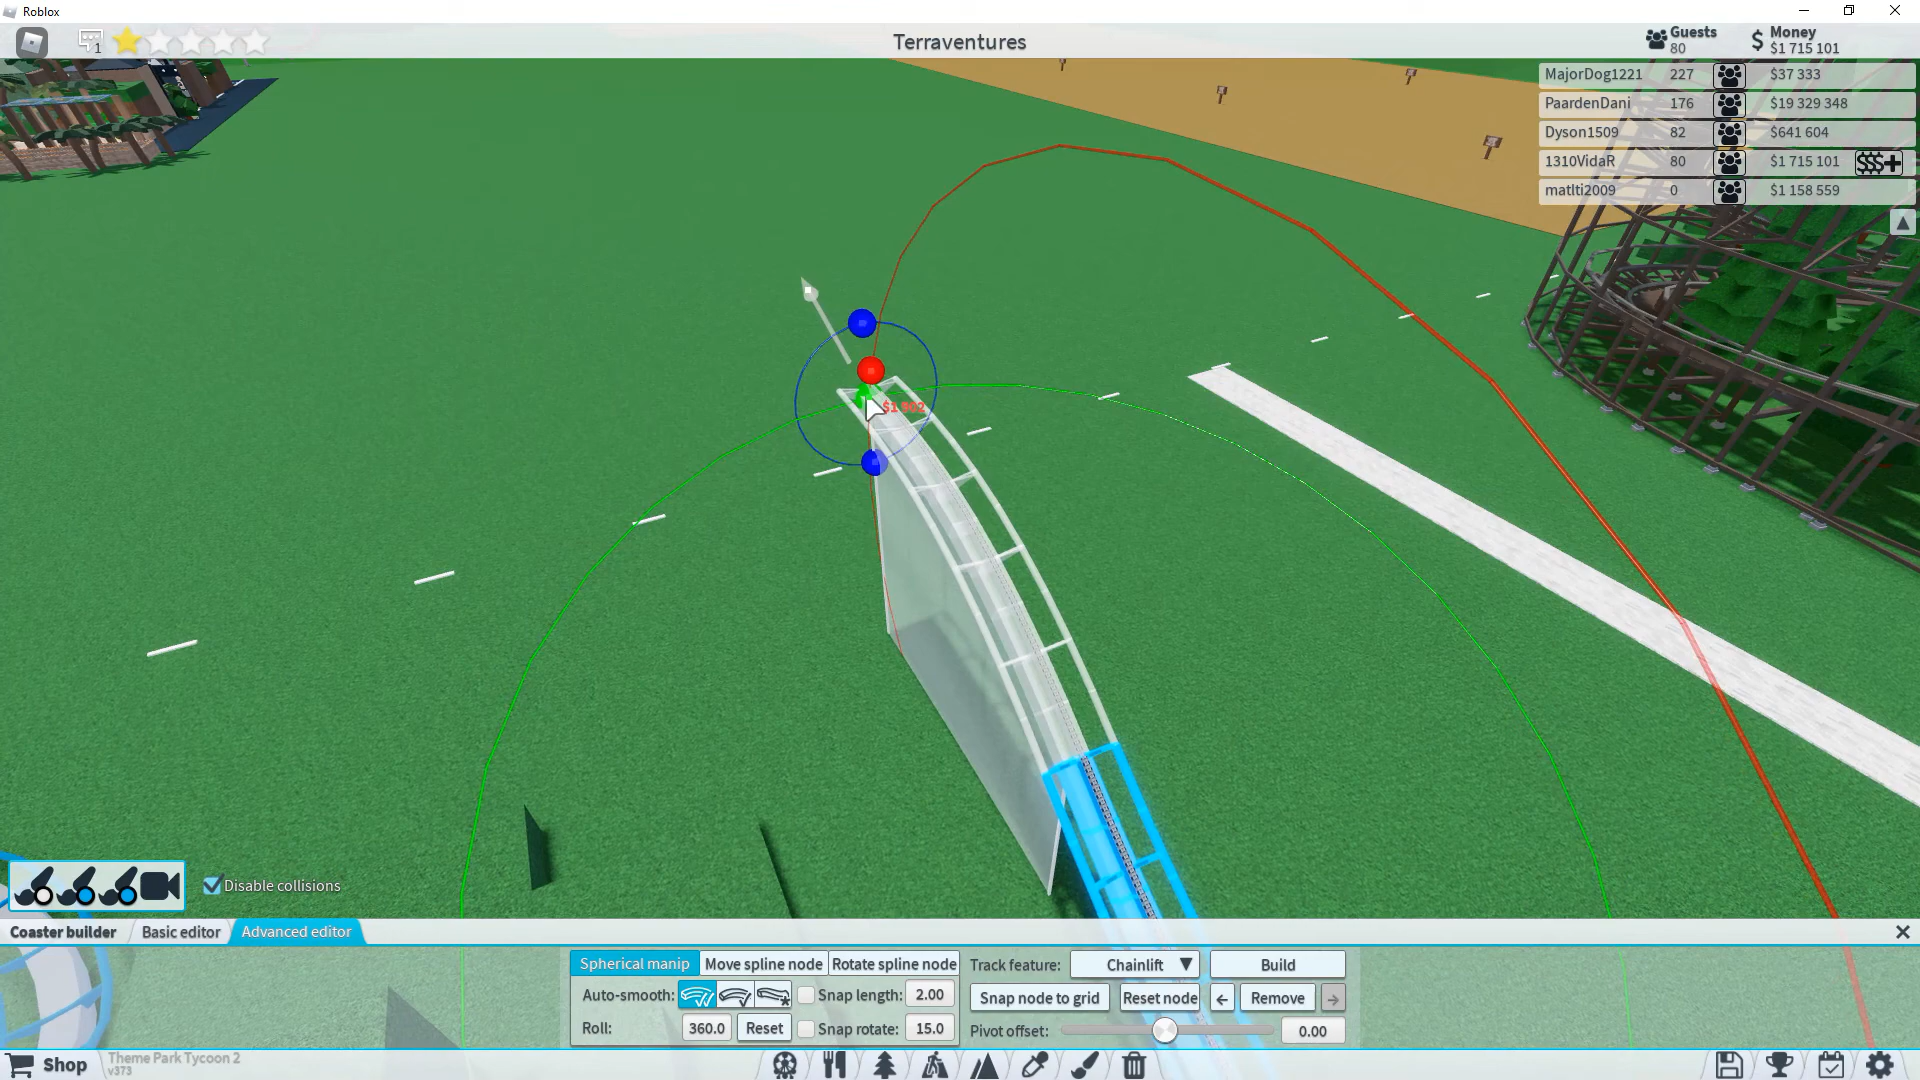 Roblox
1
Terraventures
Guests
80
$ Money
$1 715 101
MajorDog1221 227 $37 333
PaardenDani 176 $19 329 348
Dyson1509 82 $641 604
1310VidaR 80 $1 715 101 $$$+
matlti2009 0 $1 158 559
$1 502
Disable collisions
Coaster builder Basic editor Advanced editor
Spherical manip Move spline node Rotate spline node Track feature: Chainlift Build
Auto-smooth: Snap length: 2.00 Snap node to grid Reset node Remove
Roll: 360.0 Reset Snap rotate: 15.0 Pivot offset: 0.00
Shop
Theme Park Tycoon 2
v373